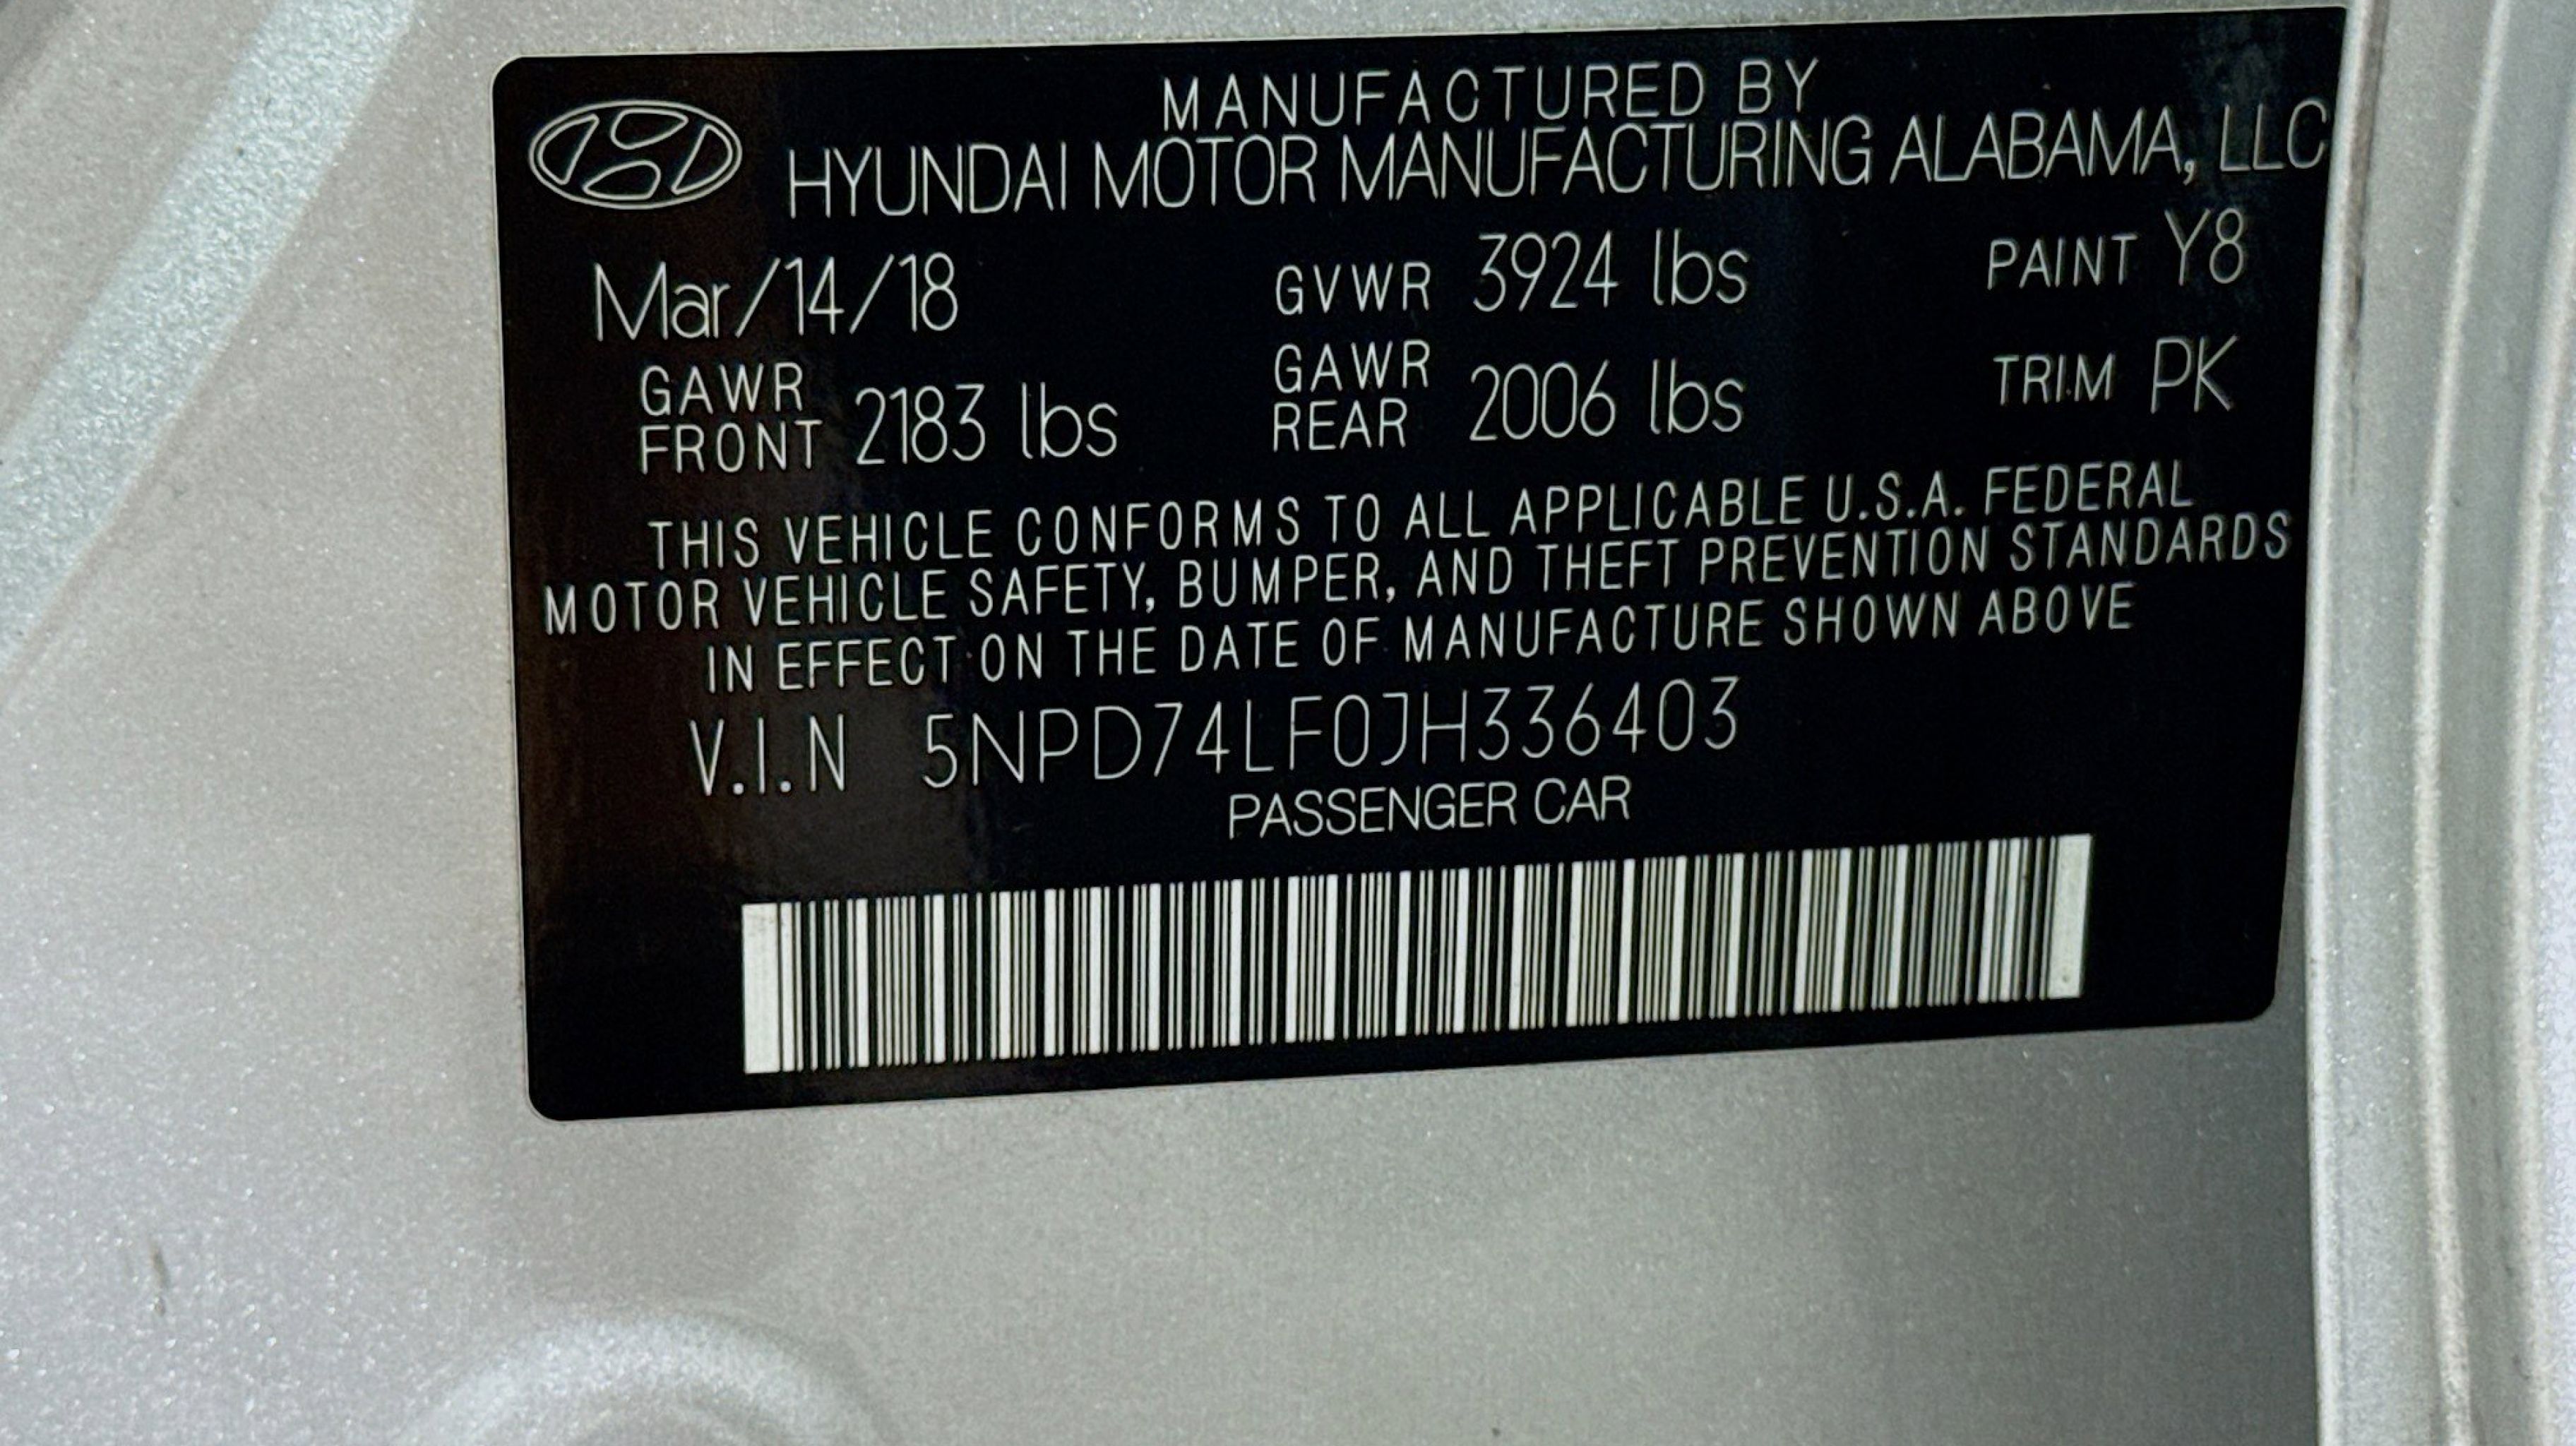 MANUFACTURED BY
HYUNDAI MOTOR MANUFACTURING ALABAMA, LLC
Mar/14/18 GVWR 3924 lbs PAINT Y8
GAWR FRONT 2183 lbs GAWR REAR 2006 lbs TRIM PK
THIS VEHICLE CONFORMS TO ALL APPLICABLE U.S.A. FEDERAL
MOTOR VEHICLE SAFETY, BUMPER, AND THEFT PREVENTION STANDARDS
IN EFFECT ON THE DATE OF MANUFACTURE SHOWN ABOVE
V.I.N 5NPD74LF0JH336403
PASSENGER CAR